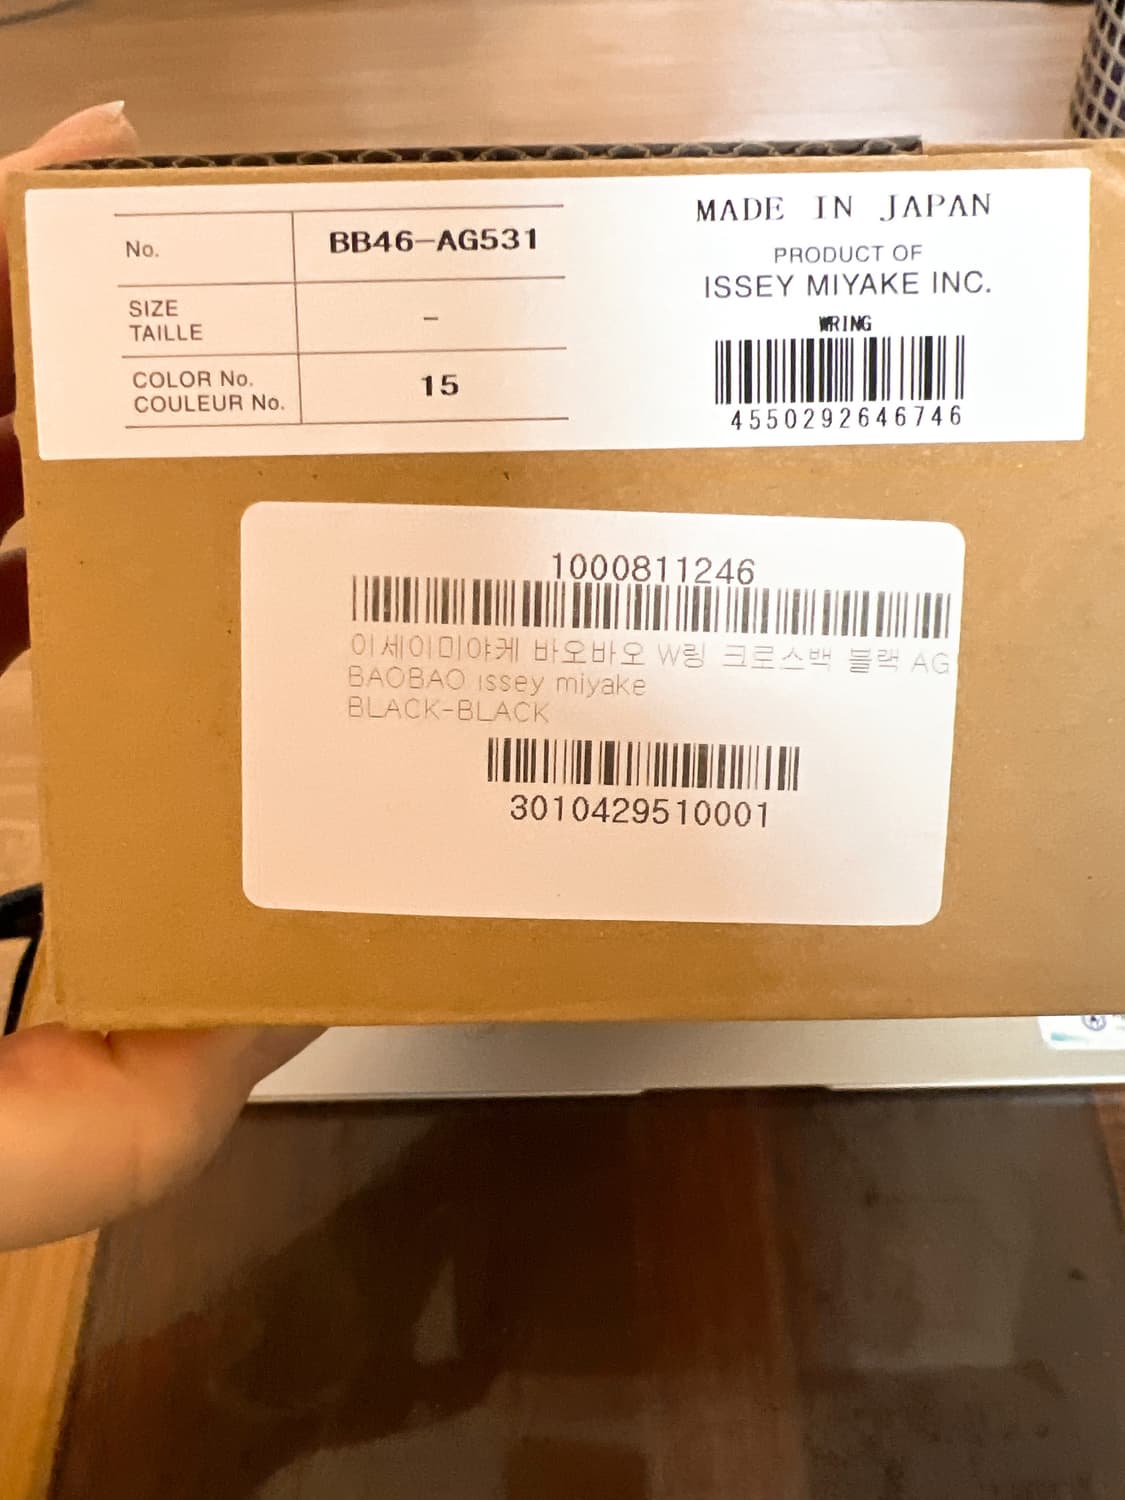 No. BB46-AG531
SIZE
TAILLE -
COLOR No.
COULEUR No. 15
MADE IN JAPAN
PRODUCT OF
ISSEY MIYAKE INC.
WRING
4550292646746
1000811246
이세이미야케 바오바오 W링 크로스백 블랙 AG
BAOBAO issey miyake
BLACK-BLACK
3010429510001